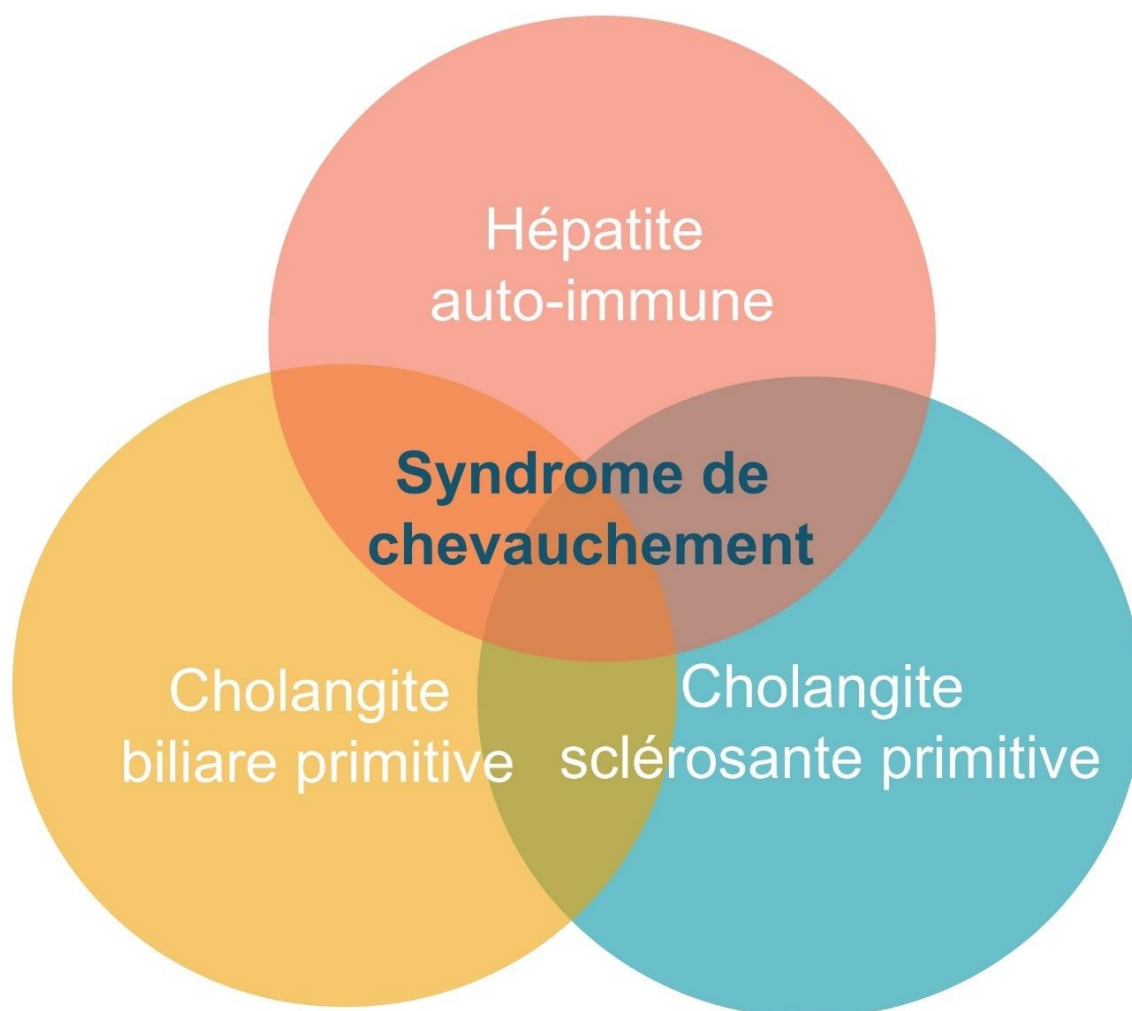 Hépatite
auto-immune
Syndrome de
chevauchement
Cholangite
biliare primitive
Cholangite
sclérosante primitive